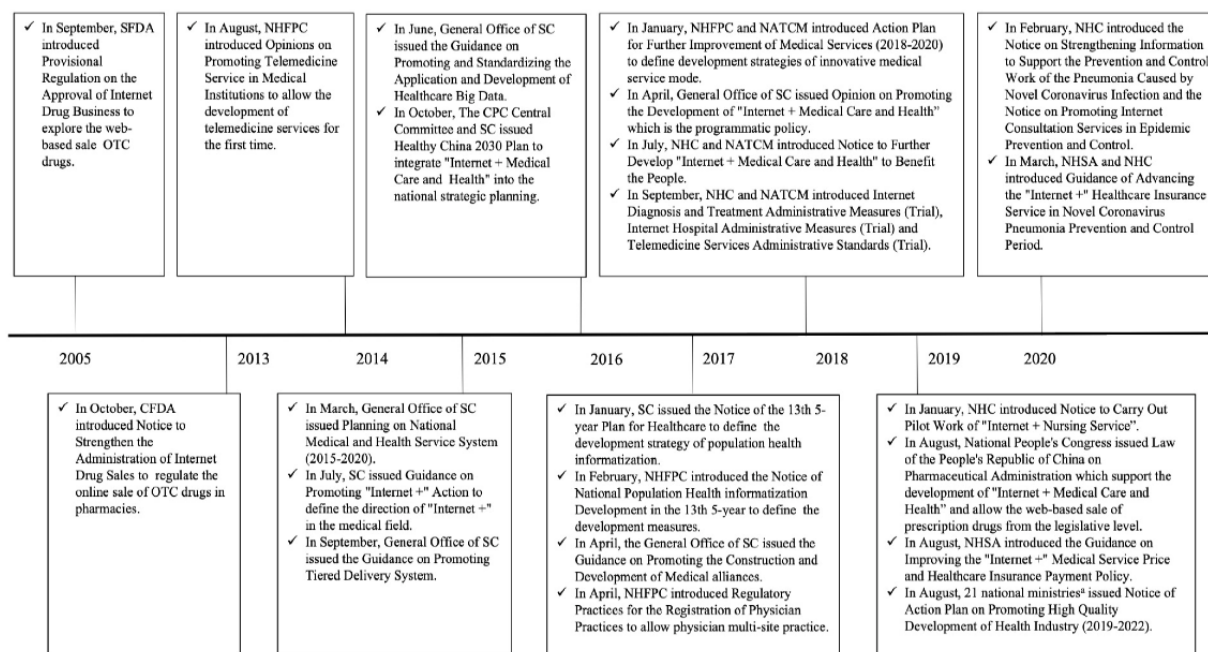 ✓ In September, SFDA
introduced
Provisional
Regulation on the
Approval of Internet
Drug Business to
explore the web-
based sale OTC
drugs.
✓ In August, NHFPC
introduced Opinions on
Promoting Telemedicine
Service in Medical
Institutions to allow the
development of
telemedicine services for
the first time.
✓ In June, General Office of SC
issued the Guidance on
Promoting and Standardizing the
Application and Development of
Healthcare Big Data.
✓ In October, The CPC Central
Committee and SC issued
Healthy China 2030 Plan to
integrate "Internet + Medical
Care and Health" into the
national strategic planning.
✓ In January, NHFPC and NATCM introduced Action Plan
for Further Improvement of Medical Services (2018-2020)
to define development strategies of innovative medical
service mode.
✓ In April, General Office of SC issued Opinion on Promoting
the Development of "Internet + Medical Care and Health"
which is the programmatic policy.
✓ In July, NHC and NATCM introduced Notice to Further
Develop "Internet + Medical Care and Health" to Benefit
the People.
✓ In September, NHC and NATCM introduced Internet
Diagnosis and Treatment Administrative Measures (Trial),
Internet Hospital Administrative Measures (Trial) and
Telemedicine Services Administrative Standards (Trial).
✓ In February, NHC introduced the
Notice on Strengthening Information
to Support the Prevention and Control
Work of the Pneumonia Caused by
Novel Coronavirus Infection and the
Notice on Promoting Internet
Consultation Services in Epidemic
Prevention and Control.
✓ In March, NHSA and NHC
introduced Guidance of Advancing
the "Internet +" Healthcare Insurance
Service in Novel Coronavirus
Pneumonia Prevention and Control
Period.
2005 2013 2014 2015 2016 2017 2018 2019 2020
✓ In October, CFDA
introduced Notice to
Strengthen the
Administration of Internet
Drug Sales to regulate the
online sale of OTC drugs in
pharmacies.
✓ In March, General Office of SC
issued Planning on National
Medical and Health Service System
(2015-2020).
✓ In July, SC issued Guidance on
Promoting "Internet +" Action to
define the direction of "Internet +"
in the medical field.
✓ In September, General Office of SC
issued the Guidance on Promoting
Tiered Delivery System.
✓ In January, SC issued the Notice of the 13th 5-
year Plan for Healthcare to define the
development strategy of population health
informatization.
✓ In February, NHFPC introduced the Notice of
National Population Health informatization
Development in the 13th 5-year to define the
development measures.
✓ In April, the General Office of SC issued the
Guidance on Promoting the Construction and
Development of Medical alliances.
✓ In April, NHFPC introduced Regulatory
Practices for the Registration of Physician
Practices to allow physician multi-site practice.
✓ In January, NHC introduced Notice to Carry Out
Pilot Work of "Internet + Nursing Service".
✓ In August, National People's Congress issued Law
of the People's Republic of China on
Pharmaceutical Administration which support the
development of "Internet + Medical Care and
Health" and allow the web-based sale of
prescription drugs from the legislative level.
✓ In August, NHSA introduced the Guidance on
Improving the "Internet +" Medical Service Price
and Healthcare Insurance Payment Policy.
✓ In August, 21 national ministriesª issued Notice of
Action Plan on Promoting High Quality
Development of Health Industry (2019-2022).